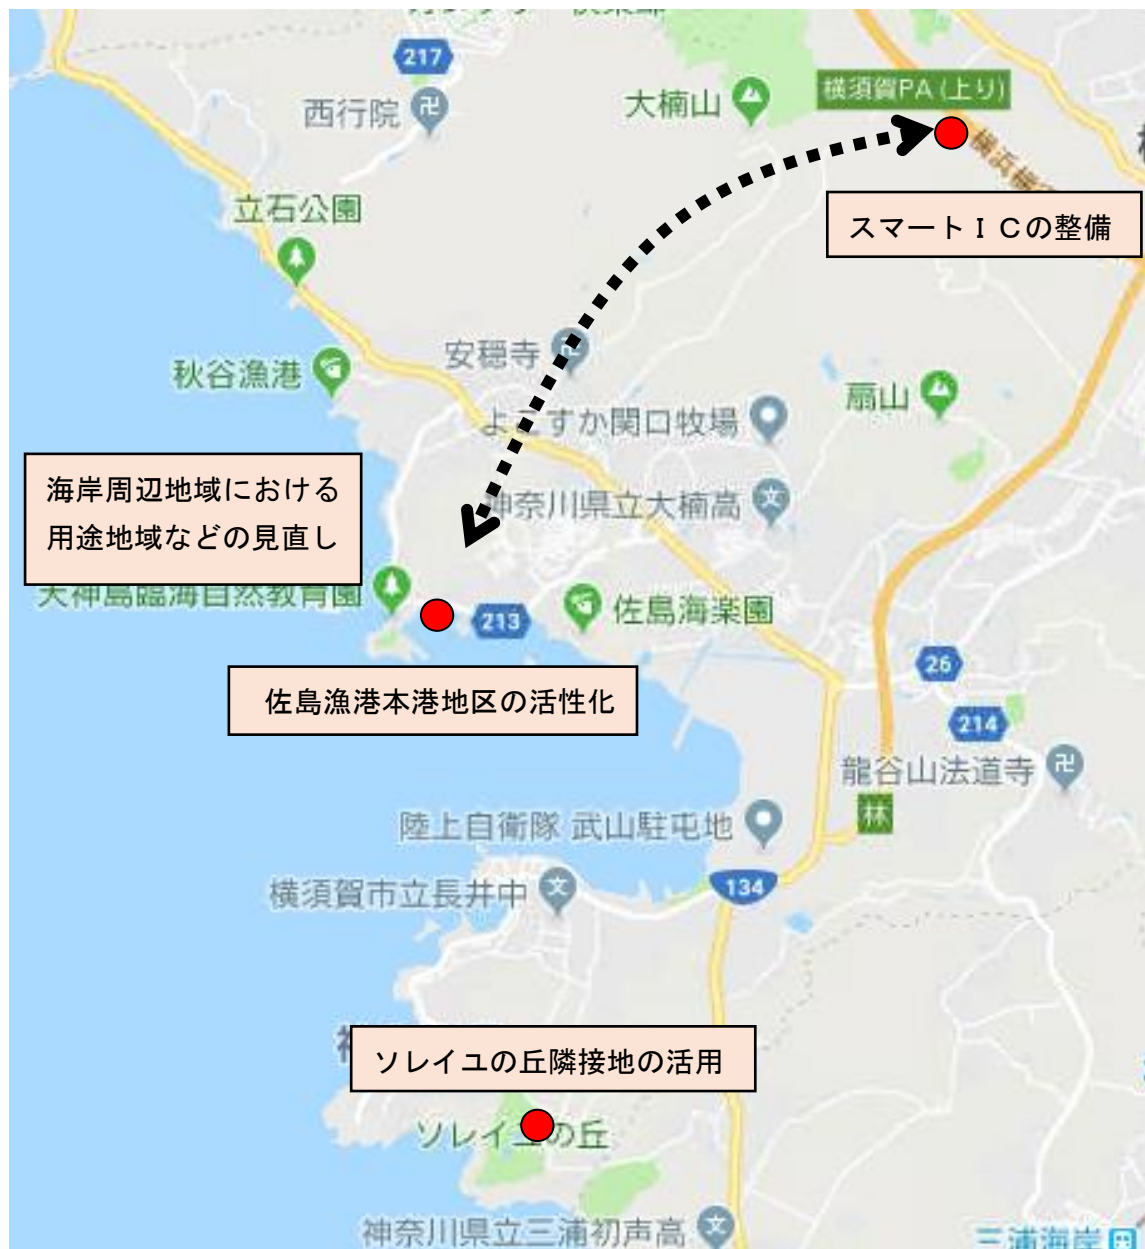 217
西行院
大楠山
横須賀PA (上り)
立石公園
スマートＩＣの整備
秋谷漁港
安穏寺
扇山
よこすか関口牧場
海岸周辺地域における
用途地域などの見直し
神奈川県立大楠高
天神島臨海自然教育園
213
佐島海楽園
佐島漁港本港地区の活性化
26
214
龍谷山法道寺
林
陸上自衛隊 武山駐屯地
横須賀市立長井中
134
ソレイユの丘隣接地の活用
ソレイユの丘
神奈川県立三浦初声高
三浦海岸